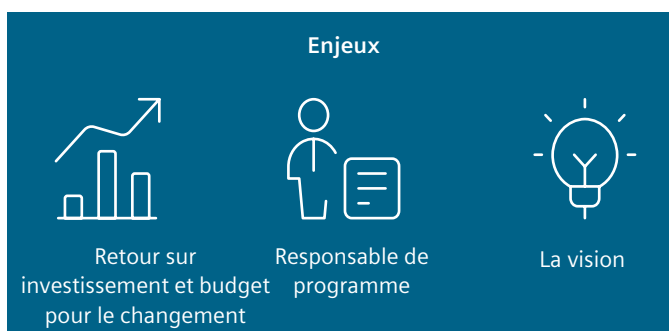 Enjeux
Retour sur
investissement et budget
pour le changement
Responsable de
programme
La vision